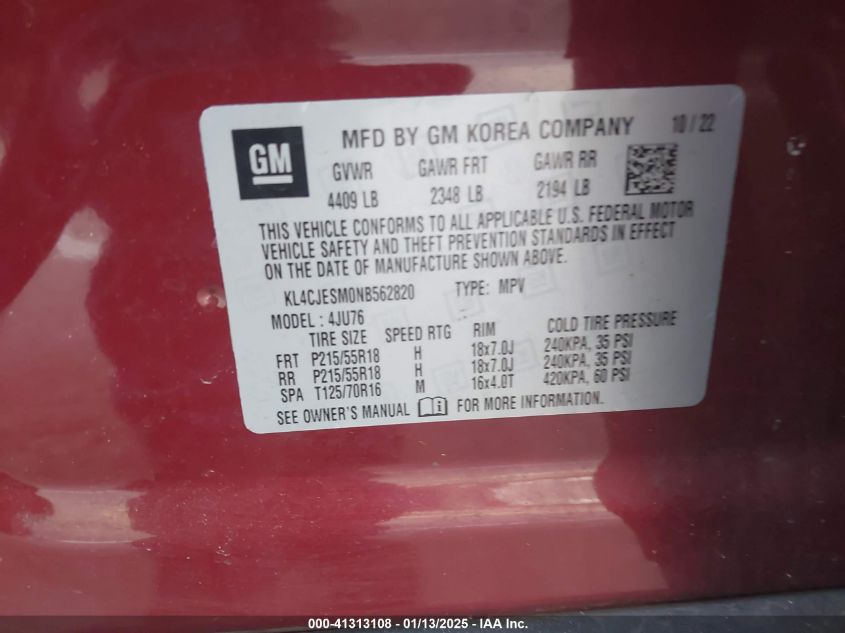 GM
MFD BY GM KOREA COMPANY 10 / 22
GVWR GAWR FRT GAWR RR
4409 LB 2348 LB 2194 LB
THIS VEHICLE CONFORMS TO ALL APPLICABLE U.S. FEDERAL MOTOR
VEHICLE SAFETY AND THEFT PREVENTION STANDARDS IN EFFECT
ON THE DATE OF MANUFACTURE SHOWN ABOVE.
KL4CJESM0NB562820 TYPE: MPV
MODEL : 4JU76
TIRE SIZE SPEED RTG RIM COLD TIRE PRESSURE
FRT P215/55R18 H 18x7.0J 240KPA, 35 PSI
RR P215/55R18 H 18x7.0J 240KPA, 35 PSI
SPA T125/70R16 M 16x4.0T 420KPA, 60 PSI
SEE OWNER'S MANUAL FOR MORE INFORMATION.
000-41313108 - 01/13/2025 - IAA Inc.